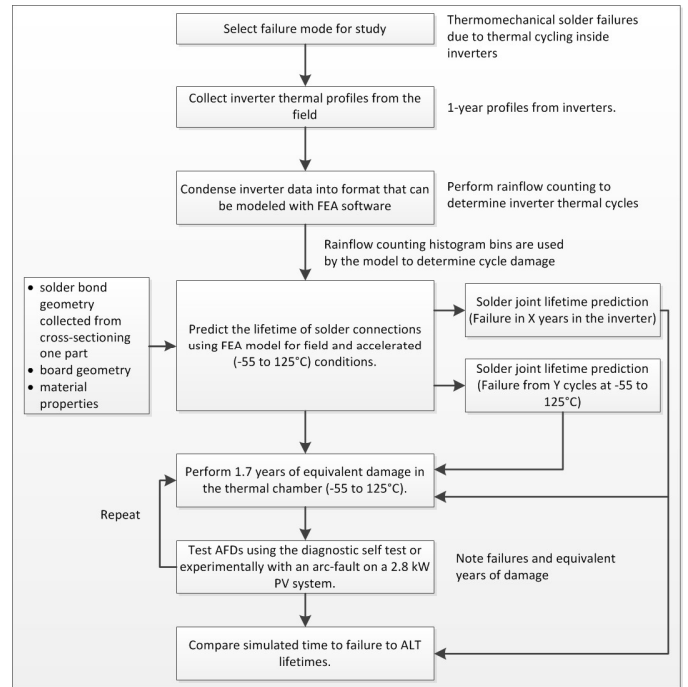 Select failure mode for study
Thermomechanical solder failures
due to thermal cycling inside
inverters
Collect inverter thermal profiles from the
field
1-year profiles from inverters.
Condense inverter data into format that can
be modeled with FEA software
Perform rainflow counting to
determine inverter thermal cycles
Rainflow counting histogram bins are used
by the model to determine cycle damage
• solder bond
geometry
collected from
cross-sectioning
one part
• board geometry
• material
properties
Predict the lifetime of solder connections
using FEA model for field and accelerated
(-55 to 125°C) conditions.
Solder joint lifetime prediction
(Failure in X years in the inverter)
Solder joint lifetime prediction
(Failure from Y cycles at -55 to
125°C)
Perform 1.7 years of equivalent damage in
the thermal chamber (-55 to 125°C).
Repeat
Test AFDs using the diagnostic self test or
experimentally with an arc-fault on a 2.8 kW
PV system.
Note failures and equivalent
years of damage
Compare simulated time to failure to ALT
lifetimes.